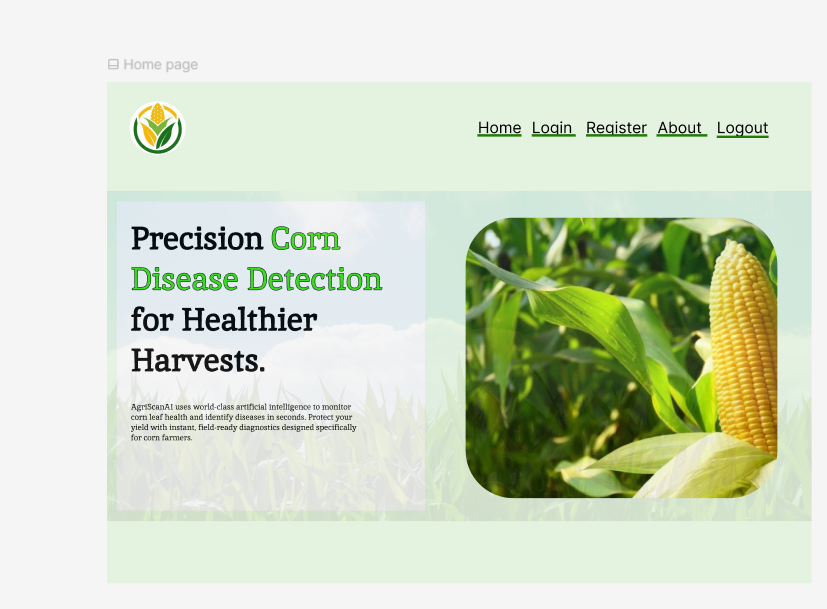 Home page
Home Login Register About Logout
Precision Corn
Disease Detection
for Healthier
Harvests.
AgriScanAI uses world-class artificial intelligence to monitor
corn leaf health and identify diseases in seconds. Protect your
yield with instant, field-ready diagnostics designed specifically
for corn farmers.